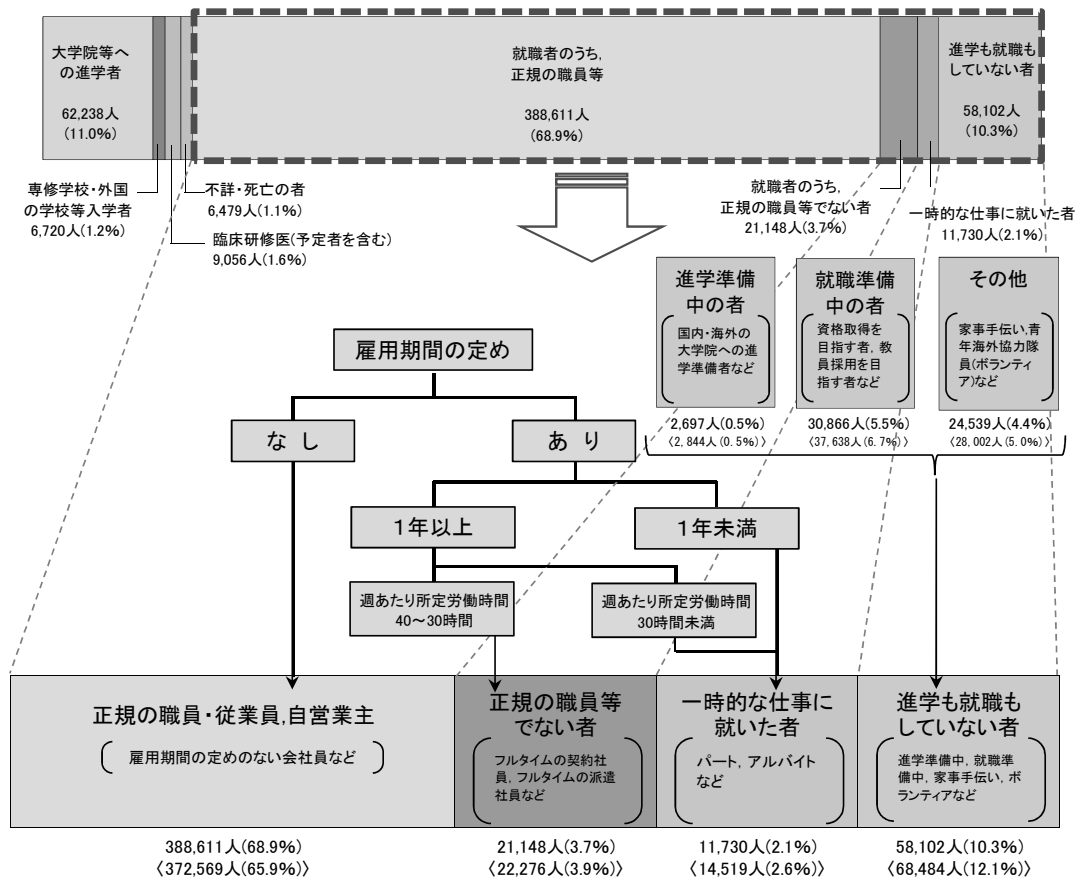 大学院等へ
の進学者
62,238人
(11.0%)
就職者のうち,
正規の職員等
388,611人
(68.9%)
進学も就職も
していない者
58,102人
(10.3%)
専修学校・外国
の学校等入学者
6,720人(1.2%)
不詳・死亡の者
6,479人(1.1%)
臨床研修医(予定者を含む)
9,056人(1.6%)
就職者のうち,
正規の職員等でない者
21,148人(3.7%)
一時的な仕事に就いた者
11,730人(2.1%)
進学準備
中の者
国内・海外の
大学院への進
学準備者など
2,697人(0.5%)
〈2,844人(0.5%)〉
就職準備
中の者
資格取得を
目指す者, 教
員採用を目
指す者など
30,866人(5.5%)
〈37,638人(6.7%)〉
その他
家事手伝い,青
年海外協力隊
員(ボランティ
ア)など
24,539人(4.4%)
〈28,002人(5.0%)〉
雇用期間の定め
なし
あり
1年以上
1年未満
週あたり所定労働時間
40～30時間
週あたり所定労働時間
30時間未満
正規の職員・従業員,自営業主
雇用期間の定めのない会社員など
388,611人(68.9%)
〈372,569人(65.9%)〉
正規の職員等
でない者
フルタイムの契約社
員, フルタイムの派遣
社員など
21,148人(3.7%)
〈22,276人(3.9%)〉
一時的な仕事に
就いた者
パート, アルバイト
など
11,730人(2.1%)
〈14,519人(2.6%)〉
進学も就職も
していない者
進学準備中, 就職準
備中, 家事手伝い, ボ
ランティアなど
58,102人(10.3%)
〈68,484人(12.1%)〉